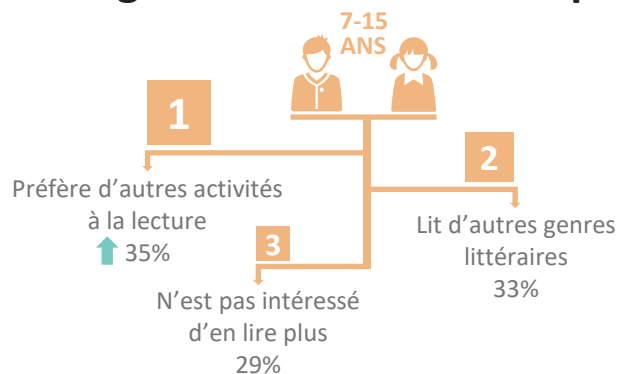 7-15
ANS
1
Préfère d'autres activités
à la lecture
35%
2
Lit d'autres genres
littéraires
33%
3
N'est pas intéressé
d'en lire plus
29%